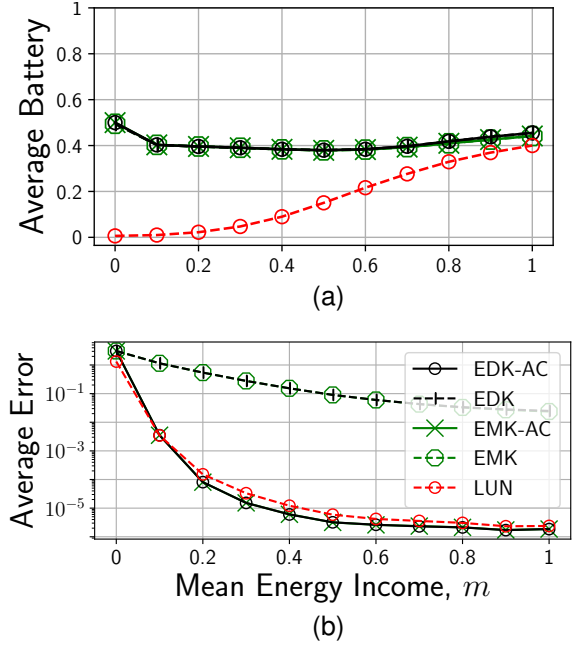 Average Battery
1
0.8
0.6
0.4
0.2
0
0 0.2 0.4 0.6 0.8 1
(a)
Average Error
10⁻¹
10⁻³
10⁻⁵
EDK-AC
EDK
EMK-AC
EMK
LUN
0.0 0.2 0.4 0.6 0.8 1.0
Mean Energy Income, m
(b)